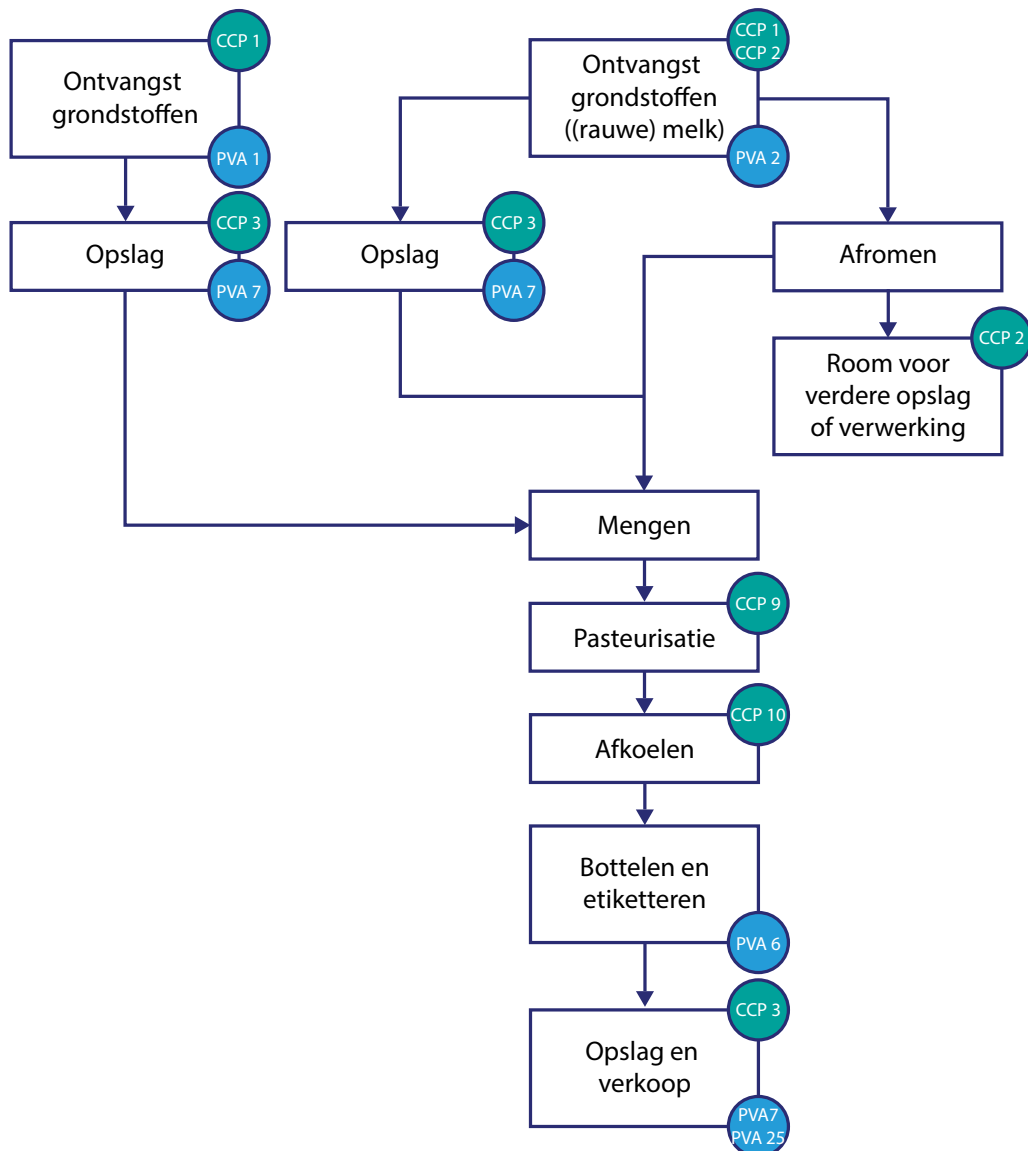 CCP 1
Ontvangst
grondstoffen
PVA 1
CCP 1
CCP 2
Ontvangst
grondstoffen
((rauwe) melk)
PVA 2
CCP 3
Opslag
PVA 7
CCP 3
Opslag
PVA 7
Afromen
CCP 2
Room voor
verdere opslag
of verwerking
Mengen
CCP 9
Pasteurisatie
CCP 10
Afkoelen
Bottelen en
etiketteren
PVA 6
CCP 3
Opslag en
verkoop
PVA7
PVA 25